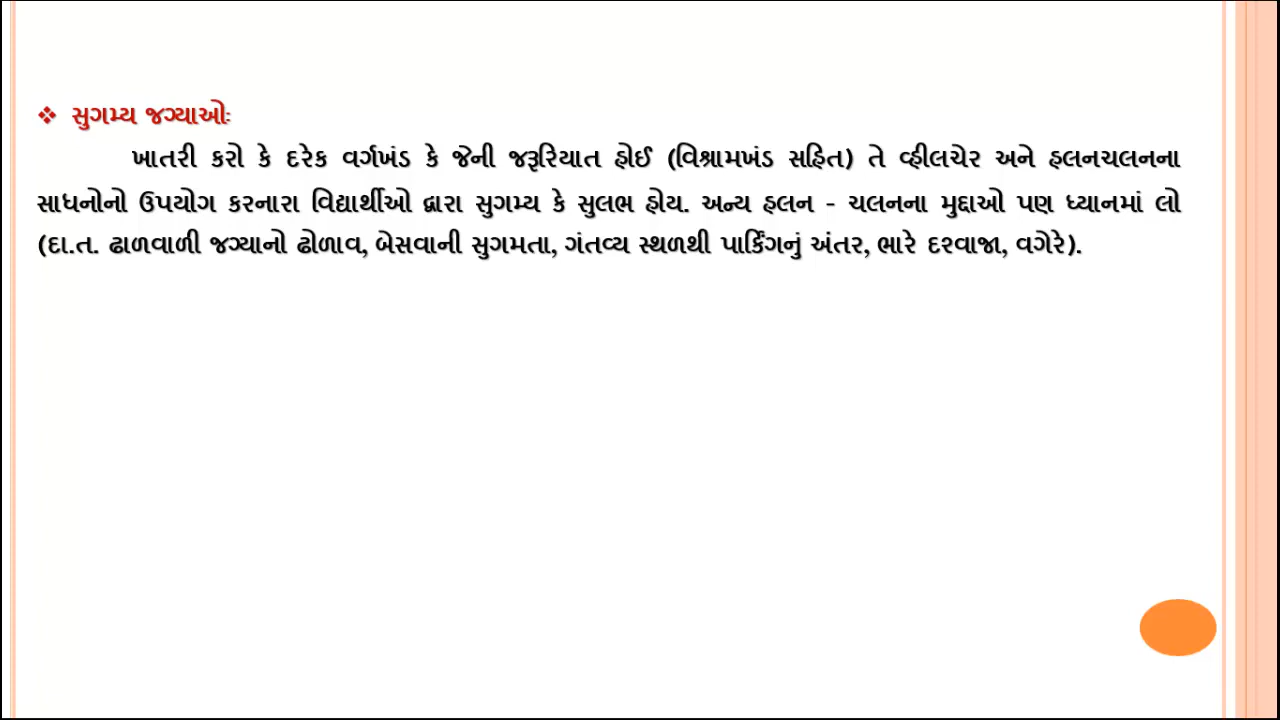 ❖ સુગમ્ય જગ્યાઓઃ
ખાતરી કરો કે દરેક વર્ગખંડ કે જેની જરૂરિયાત હોઈ (વિશ્રામખંડ સહિત) તે વ્હીલચેર અને હલનચલનના
સાધનોનો ઉપયોગ કરનારા વિદ્યાર્થીઓ દ્વારા સુગમ્ય કે સુલભ હોય. અન્ય હલન - ચલનના મુદ્દાઓ પણ ધ્યાનમાં લો
(દા.ત. ઢાળવાળી જગ્યાનો ઢોળાવ, બેસવાની સુગમતા, ગંતવ્ય સ્થળથી પાર્કિંગનું અંતર, ભારે દરવાજા, વગેરે).